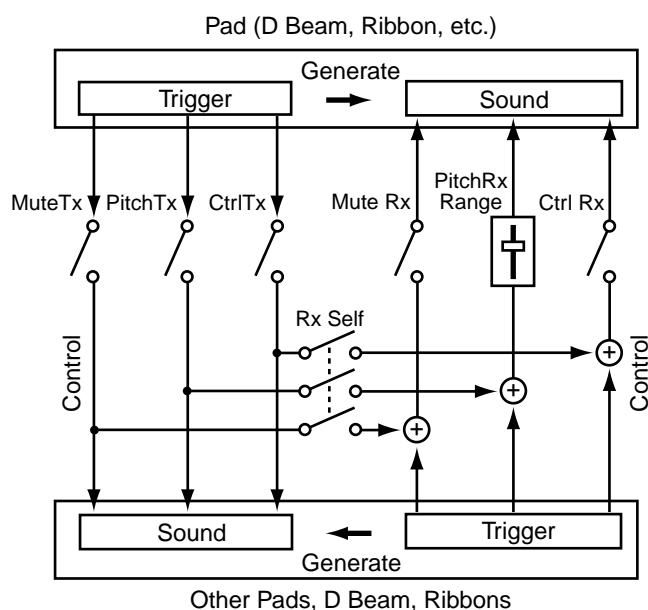 Pad (D Beam, Ribbon, etc.)
Generate
Trigger
Sound
MuteTx
PitchTx
CtrlTx
Mute Rx
PitchRx
Range
Ctrl Rx
Rx Self
Control
Control
+
+
+
Sound
Trigger
Generate
Other Pads, D Beam, Ribbons